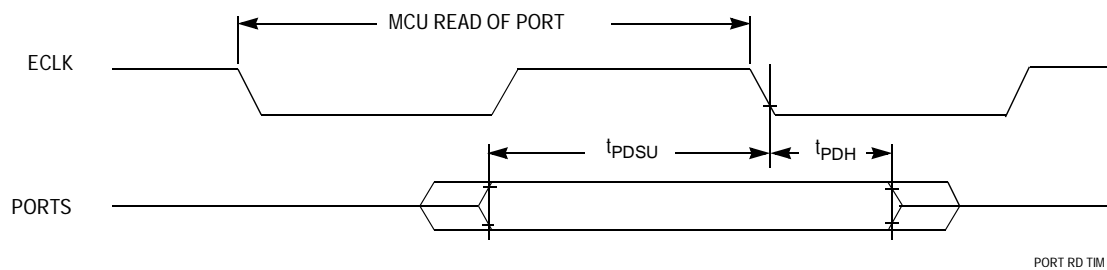 MCU READ OF PORT
ECLK
tPDSU
tPDH
PORTS
PORT RD TIM